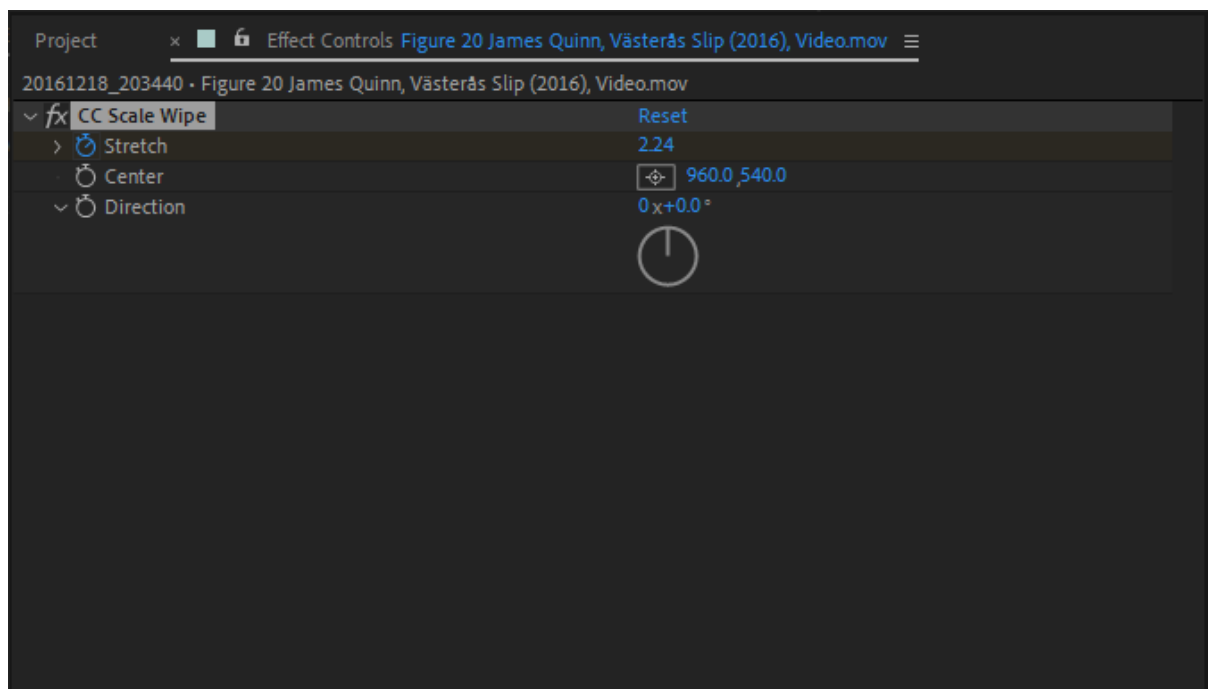 Project × Effect Controls Figure 20 James Quinn, Västerås Slip (2016), Video.mov
20161218_203440 • Figure 20 James Quinn, Västerås Slip (2016), Video.mov
fx CC Scale Wipe Reset
Stretch 2.24
Center 960.0,540.0
Direction 0x+0.0°